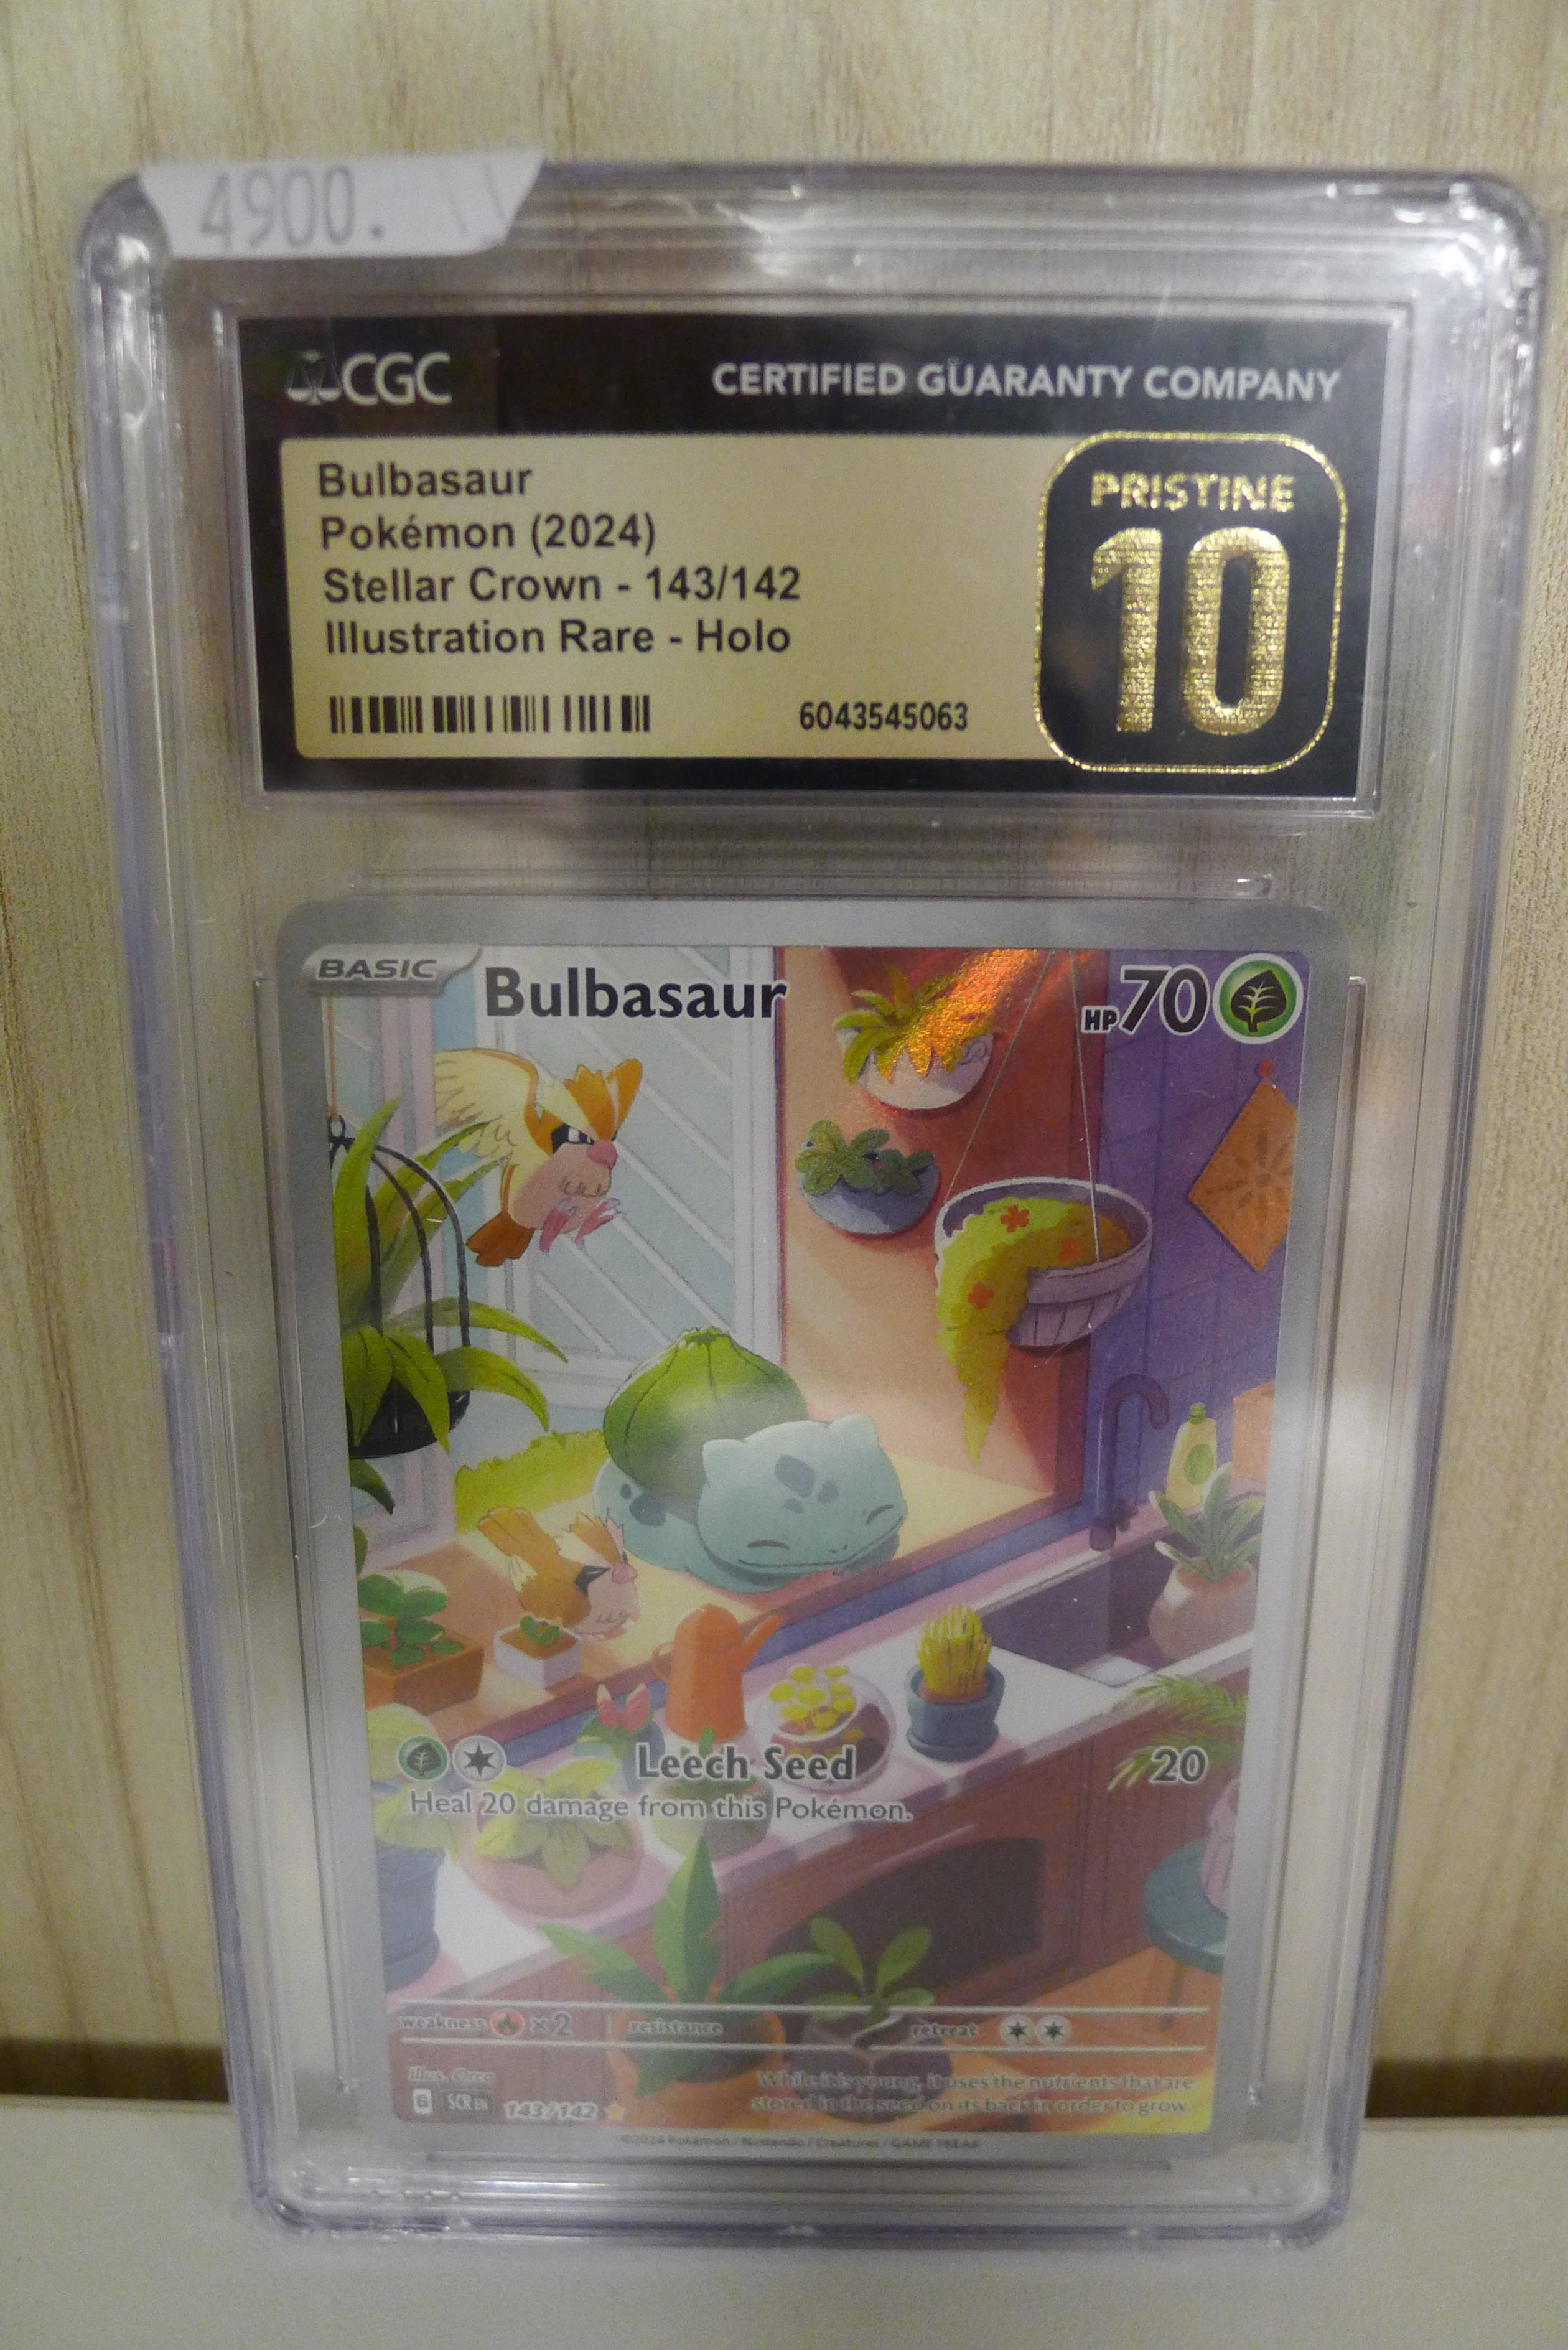 4900.
CGC
CERTIFIED GUARANTY COMPANY
Bulbasaur
Pokémon (2024)
Stellar Crown - 143/142
Illustration Rare - Holo
6043545063
PRISTINE
10
BASIC
Bulbasaur
HP70
Leech Seed
20
Heal 20 damage from this Pokémon.
weakness ×2 resistance retreat
Illus. Orco
G SCR EN 143/142
While it is young, it uses the nutrients that are
stored in the seed on its back in order to grow.
©2024 Pokémon / Nintendo / Creatures / GAME FREAK